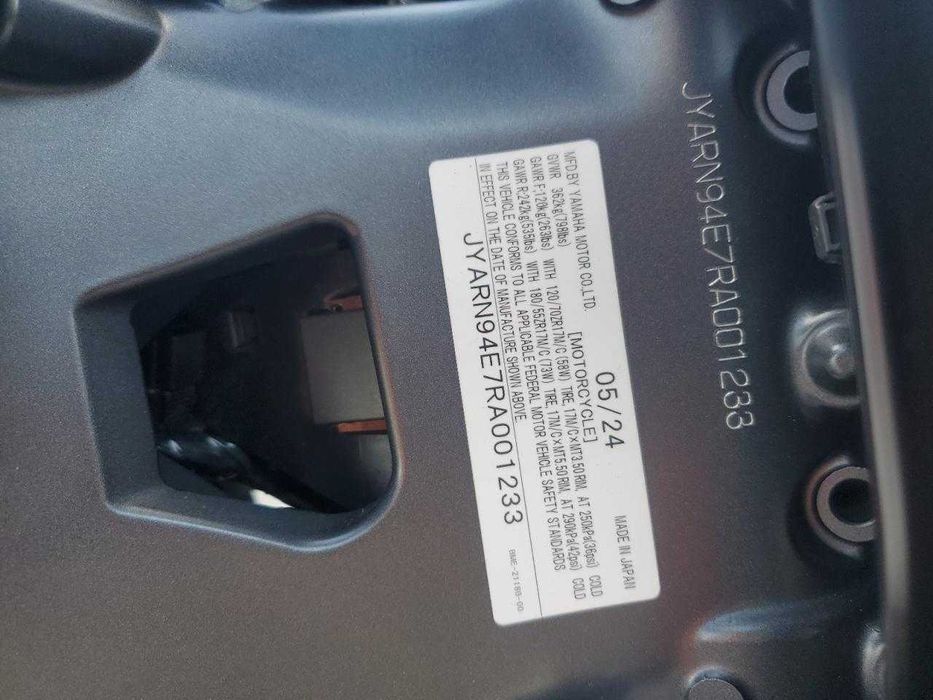 JYARN94E7RA001233
05/24
MFD.BY YAMAHA MOTOR CO.,LTD. MADE IN JAPAN
[MOTORCYCLE]
GVWR 362kg(798lbs)
GAWR F:120kg(263lbs) WITH 120/70ZR17M/C(58W) TIRE,17M/C×MT3.50 RIM, AT 250kPa(36psi) COLD
GAWR R:242kg(535lbs) WITH 180/55ZR17M/C(73W) TIRE,17M/C×MT5.50 RIM, AT 290kPa(42psi) COLD
THIS VEHICLE CONFORMS TO ALL APPLICABLE FEDERAL MOTOR VEHICLE SAFETY STANDARDS
IN EFFECT ON THE DATE OF MANUFACTURE SHOWN ABOVE.
JYARN94E7RA001233